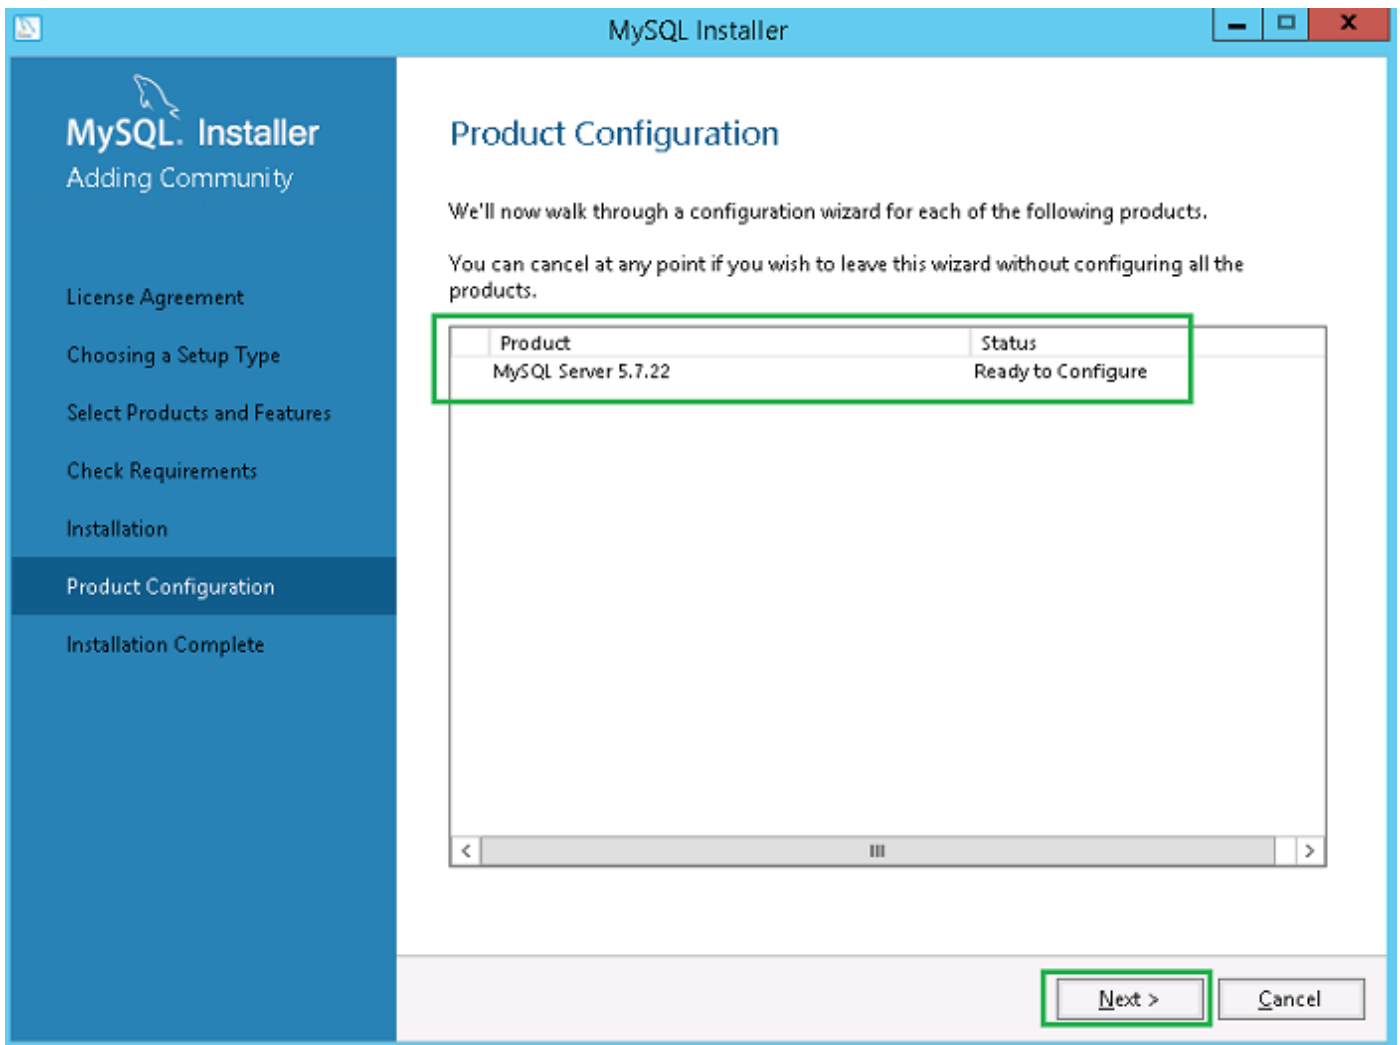 MySQL Installer
MySQL. Installer
Adding Community
License Agreement
Choosing a Setup Type
Select Products and Features
Check Requirements
Installation
Product Configuration
Installation Complete
Product Configuration
We'll now walk through a configuration wizard for each of the following products.
You can cancel at any point if you wish to leave this wizard without configuring all the
products.
Product Status
MySQL Server 5.7.22 Ready to Configure
Next > Cancel